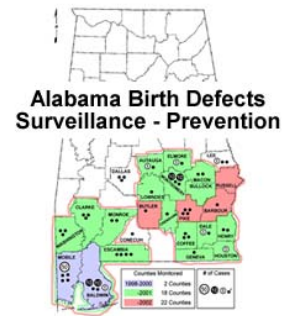 Alabama Birth Defects
Surveillance - Prevention
AUTAUGA
ELMORE
LEE
DALLAS
MACON
BULLOCK
RUSSELL
LOWNDES
CLARKE
MONROE
BUTLER
PIKE
BARBOUR
CONECUH
COFFEE
DALE
HENRY
MOBILE
ESCAMBIA
GENEVA
HOUSTON
BALDWIN
Counties Monitored
# of Cases
1998-2000 2 Counties
-2001 18 Counties
-2002 22 Counties